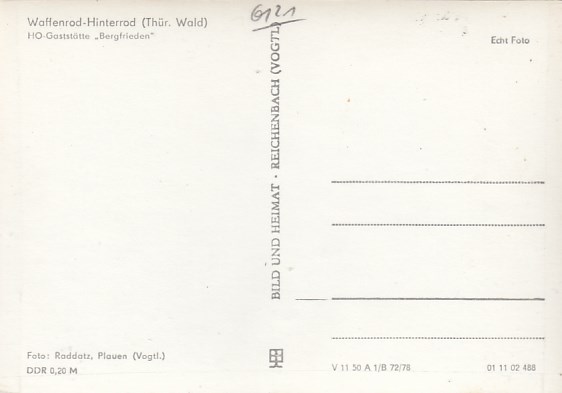 Waffenrod-Hinterrod (Thür. Wald)
HO-Gaststätte „Bergfrieden"
6121
BILD UND HEIMAT · REICHENBACH (VOGTL)
Echt Foto
Foto: Raddatz, Plauen (Vogtl.)
DDR 0,20 M
V 11 50 A 1/B 72/78
01 11 02 488